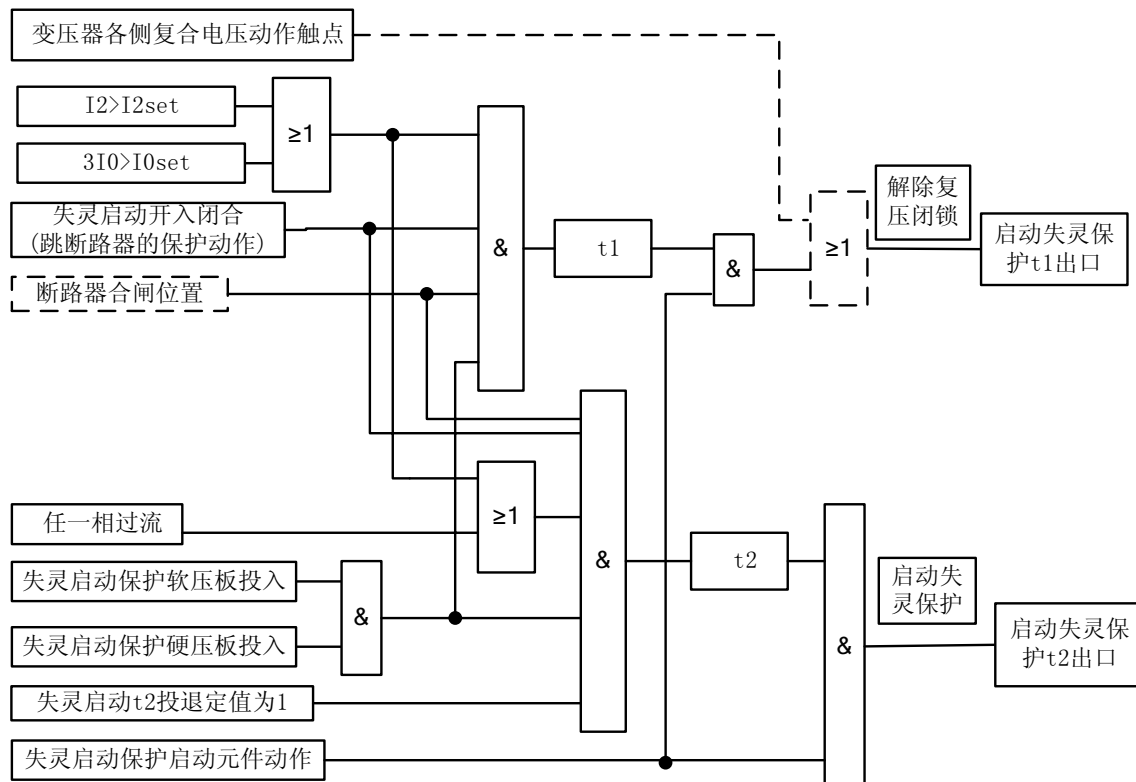 变压器各侧复合电压动作触点
I2>I2set
≥1
3I0>I0set
失灵启动开入闭合
(跳断路器的保护动作)
断路器合闸位置
&
t1
&
≥1
解除复
压闭锁
启动失灵保
护t1出口
任一相过流
≥1
失灵启动保护软压板投入
&
失灵启动保护硬压板投入
失灵启动t2投退定值为1
失灵启动保护启动元件动作
&
t2
&
启动失
灵保护
启动失灵保
护t2出口